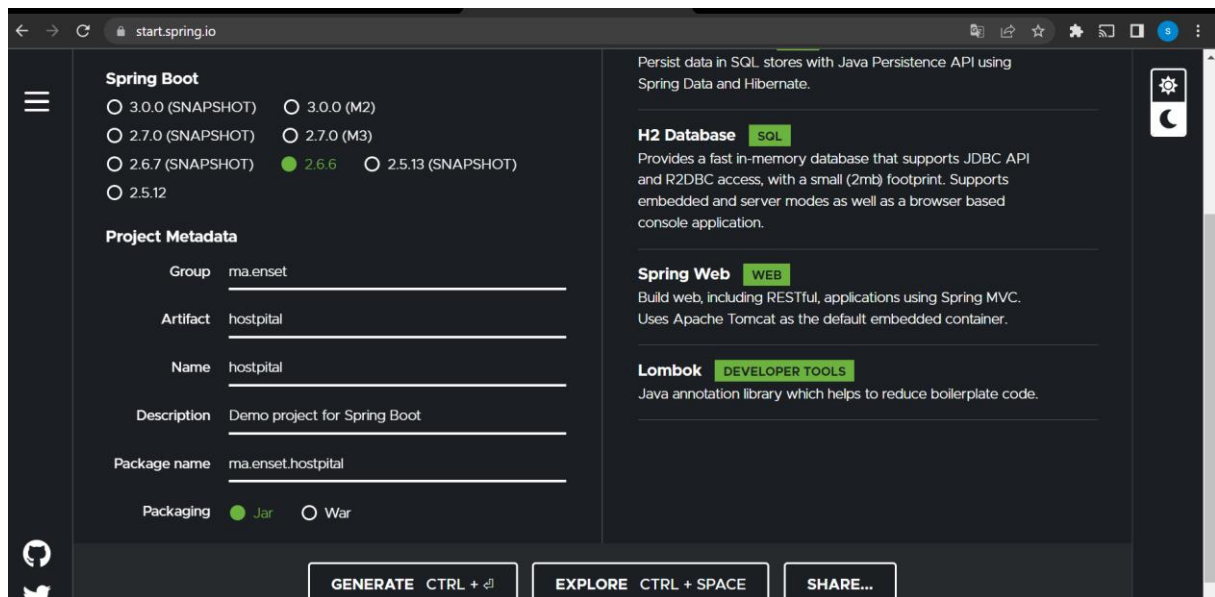 start.spring.io
Spring Boot
3.0.0 (SNAPSHOT) 3.0.0 (M2)
2.7.0 (SNAPSHOT) 2.7.0 (M3)
2.6.7 (SNAPSHOT) 2.6.6 2.5.13 (SNAPSHOT)
2.5.12
Project Metadata
Group ma.enset
Artifact hostpital
Name hostpital
Description Demo project for Spring Boot
Package name ma.enset.hostpital
Packaging Jar War
Persist data in SQL stores with Java Persistence API using
Spring Data and Hibernate.
H2 Database SQL
Provides a fast in-memory database that supports JDBC API
and R2DBC access, with a small (2mb) footprint. Supports
embedded and server modes as well as a browser based
console application.
Spring Web WEB
Build web, including RESTful, applications using Spring MVC.
Uses Apache Tomcat as the default embedded container.
Lombok DEVELOPER TOOLS
Java annotation library which helps to reduce boilerplate code.
GENERATE CTRL + ⏎ EXPLORE CTRL + SPACE SHARE...
s